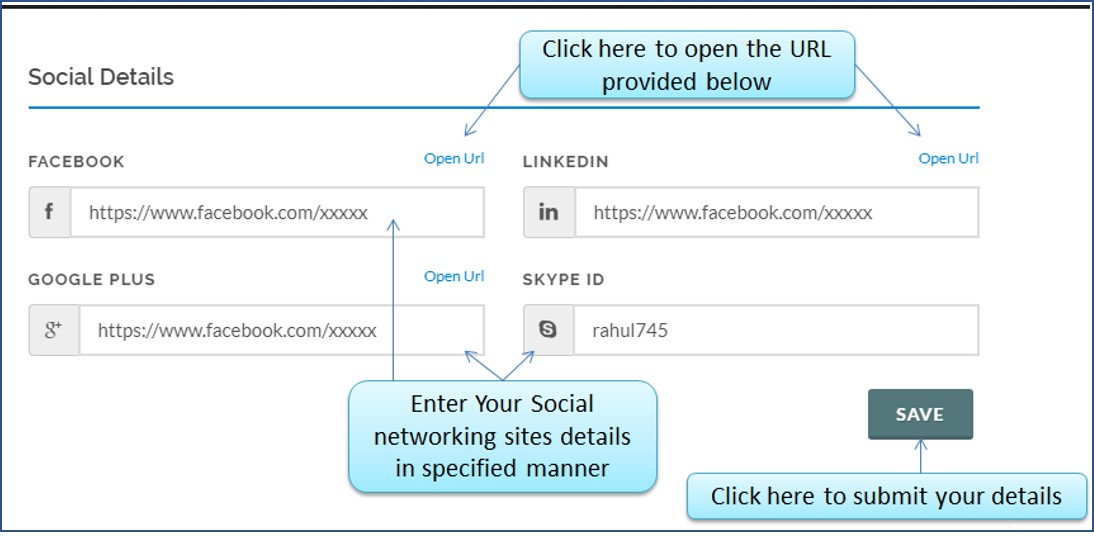 Click here to open the URL
provided below
Social Details
FACEBOOK
Open Url
LINKEDIN
Open Url
f
https://www.facebook.com/xxxxx
in
https://www.facebook.com/xxxxx
GOOGLE PLUS
Open Url
SKYPE ID
g+
https://www.facebook.com/xxxxx
S
rahul745
Enter Your Social
networking sites details
in specified manner
SAVE
Click here to submit your details